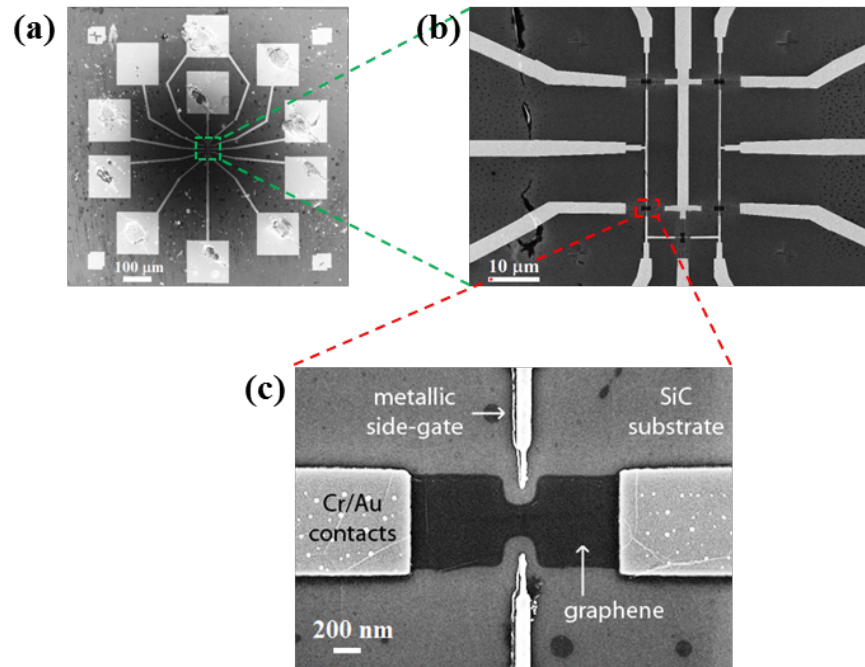 (a)
100 μm
(b)
10 μm
(c)
metallic
side-gate
SiC
substrate
Cr/Au
contacts
graphene
200 nm